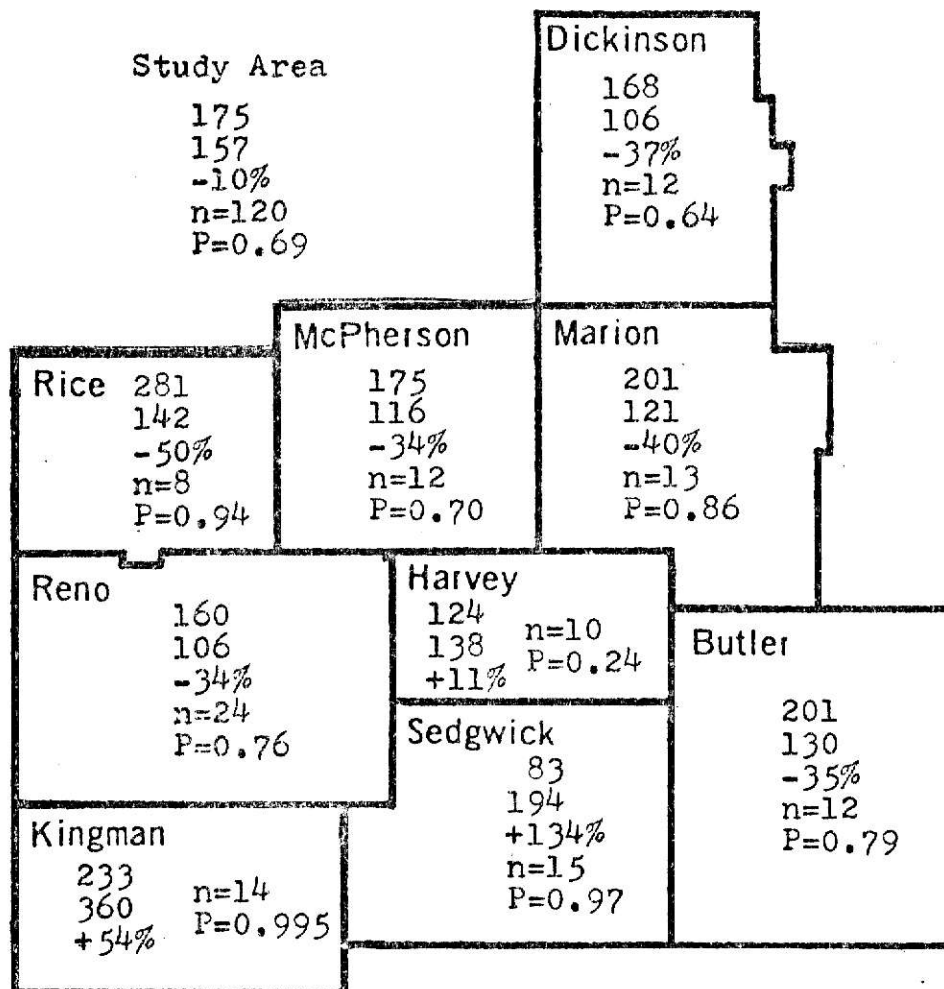 Study Area
175
157
-10%
n=120
P=0.69
Dickinson
168
106
-37%
n=12
P=0.64
Rice 281
142
-50%
n=8
P=0.94
McPherson
175
116
-34%
n=12
P=0.70
Marion
201
121
-40%
n=13
P=0.86
Reno
160
106
-34%
n=24
P=0.76
Harvey
124
138
+11%
n=10
P=0.24
Butler
201
130
-35%
n=12
P=0.79
Sedgwick
83
194
+134%
n=15
P=0.97
Kingman
233
360
+54%
n=14
P=0.995